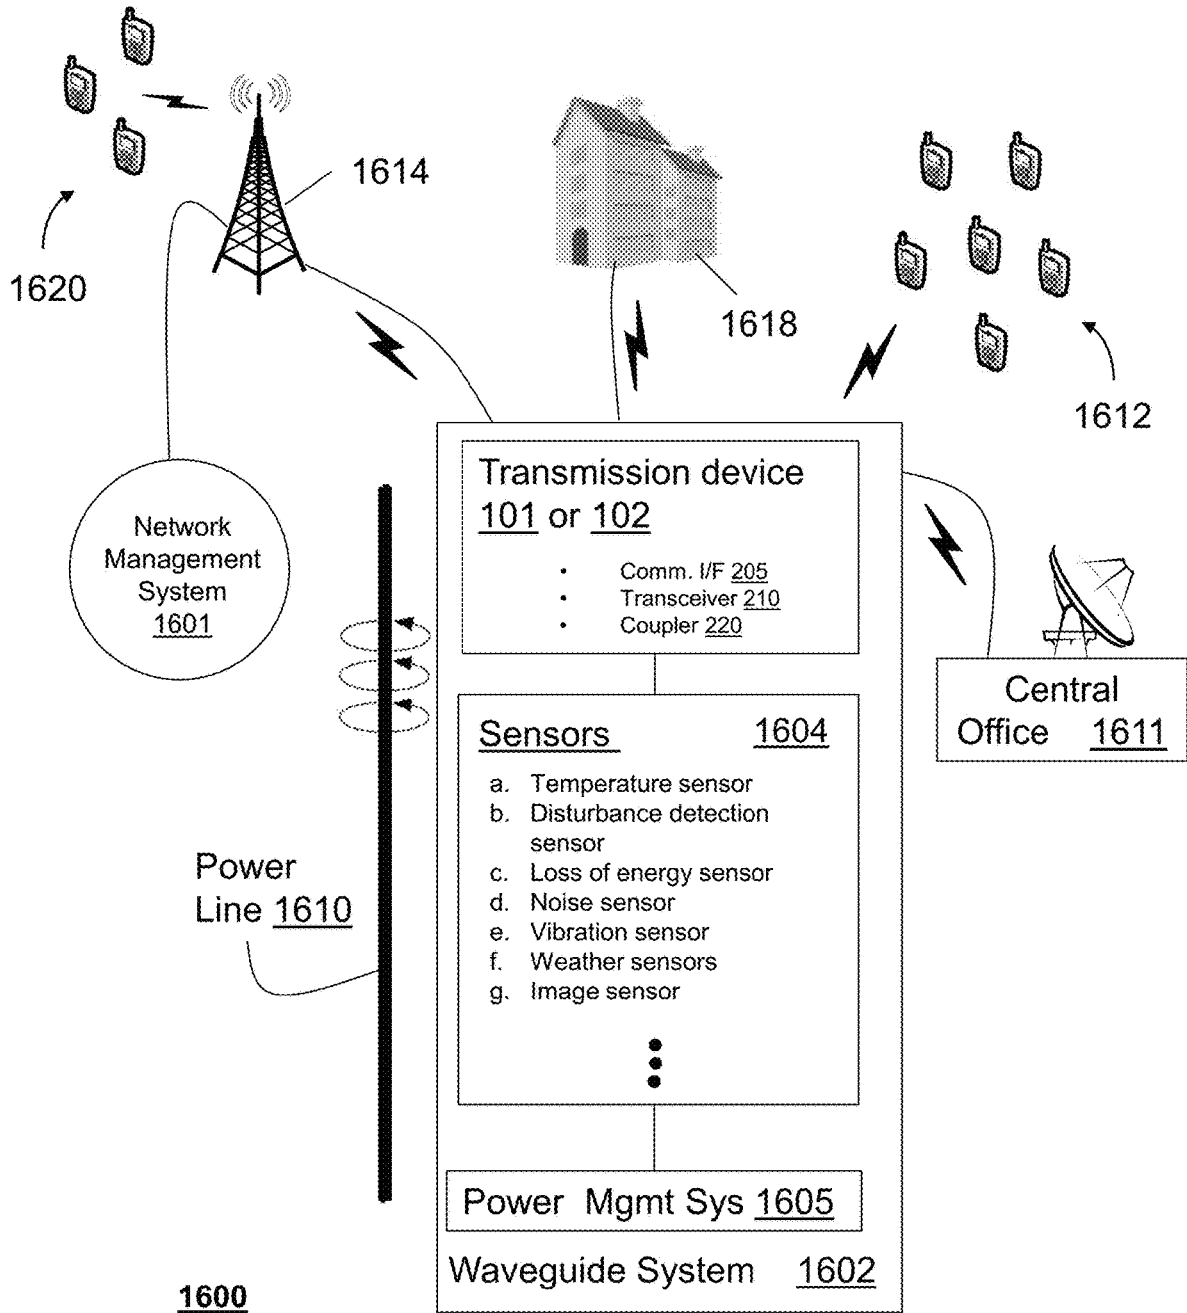 1614
1620
1618
1612
Network
Management
System
1601
Transmission device
101 or 102
• Comm. I/F 205
• Transceiver 210
• Coupler 220
Central
Office 1611
Sensors 1604
a. Temperature sensor
b. Disturbance detection
sensor
c. Loss of energy sensor
d. Noise sensor
e. Vibration sensor
f. Weather sensors
g. Image sensor
Power
Line 1610
Power Mgmt Sys 1605
Waveguide System 1602
1600